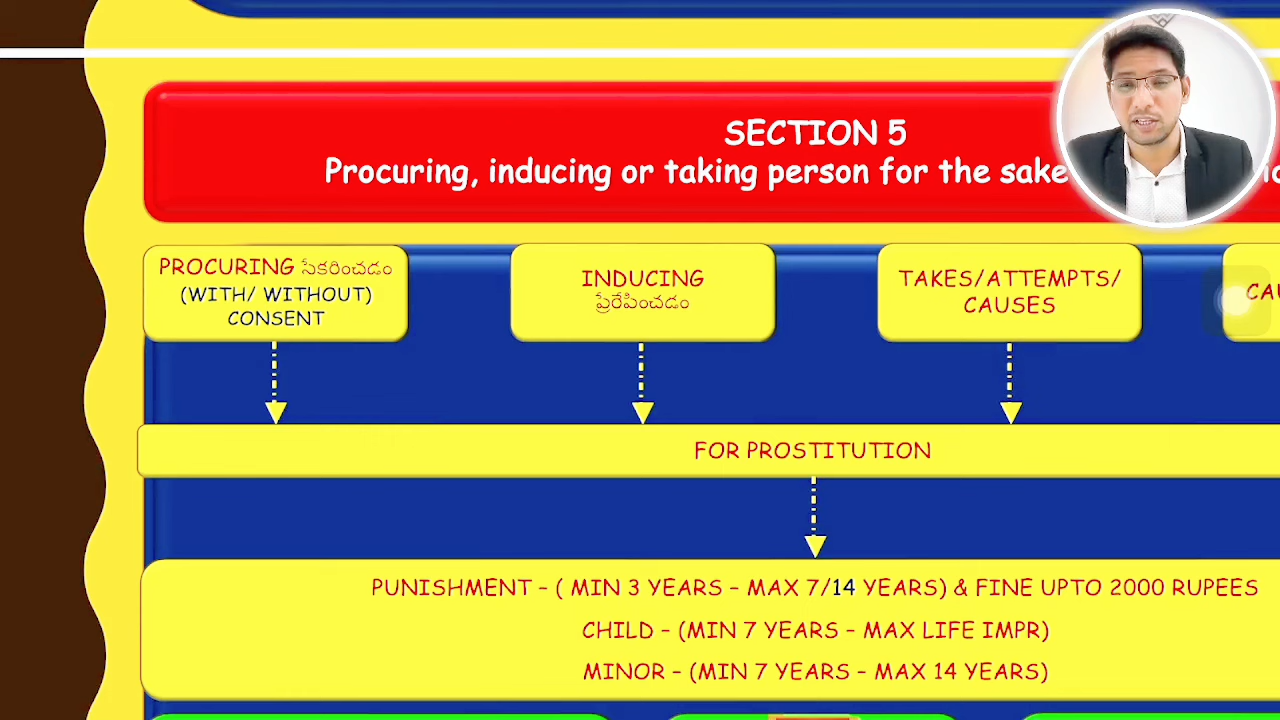 SECTION 5
Procuring, inducing or taking person for the sake
PROCURING సేకరించడం
(WITH/ WITHOUT)
CONSENT
INDUCING
ప్రేరేపించడం
TAKES/ATTEMPTS/
CAUSES
FOR PROSTITUTION
PUNISHMENT – ( MIN 3 YEARS – MAX 7/14 YEARS) & FINE UPTO 2000 RUPEES
CHILD – (MIN 7 YEARS – MAX LIFE IMPR)
MINOR – (MIN 7 YEARS – MAX 14 YEARS)